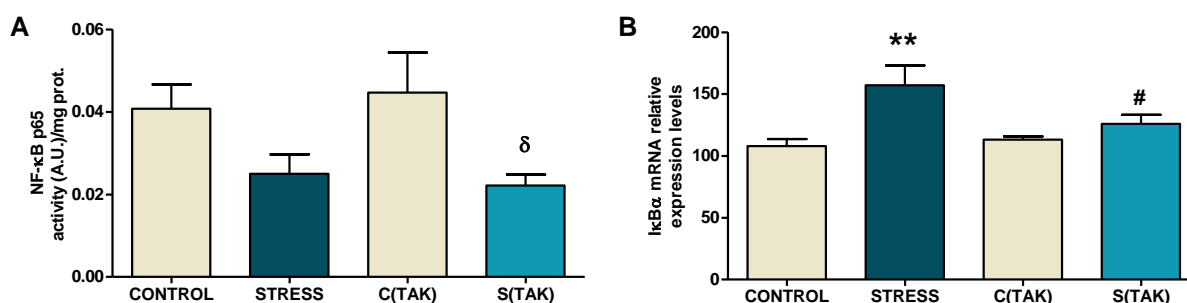 A
NF-κB p65
activity (A.U.)/mg prot.
0.06
0.04
0.02
0.00
δ
CONTROL STRESS C(TAK) S(TAK)
B
IκBα mRNA relative
expression levels
200
150
100
50
0
**
#
CONTROL STRESS C(TAK) S(TAK)